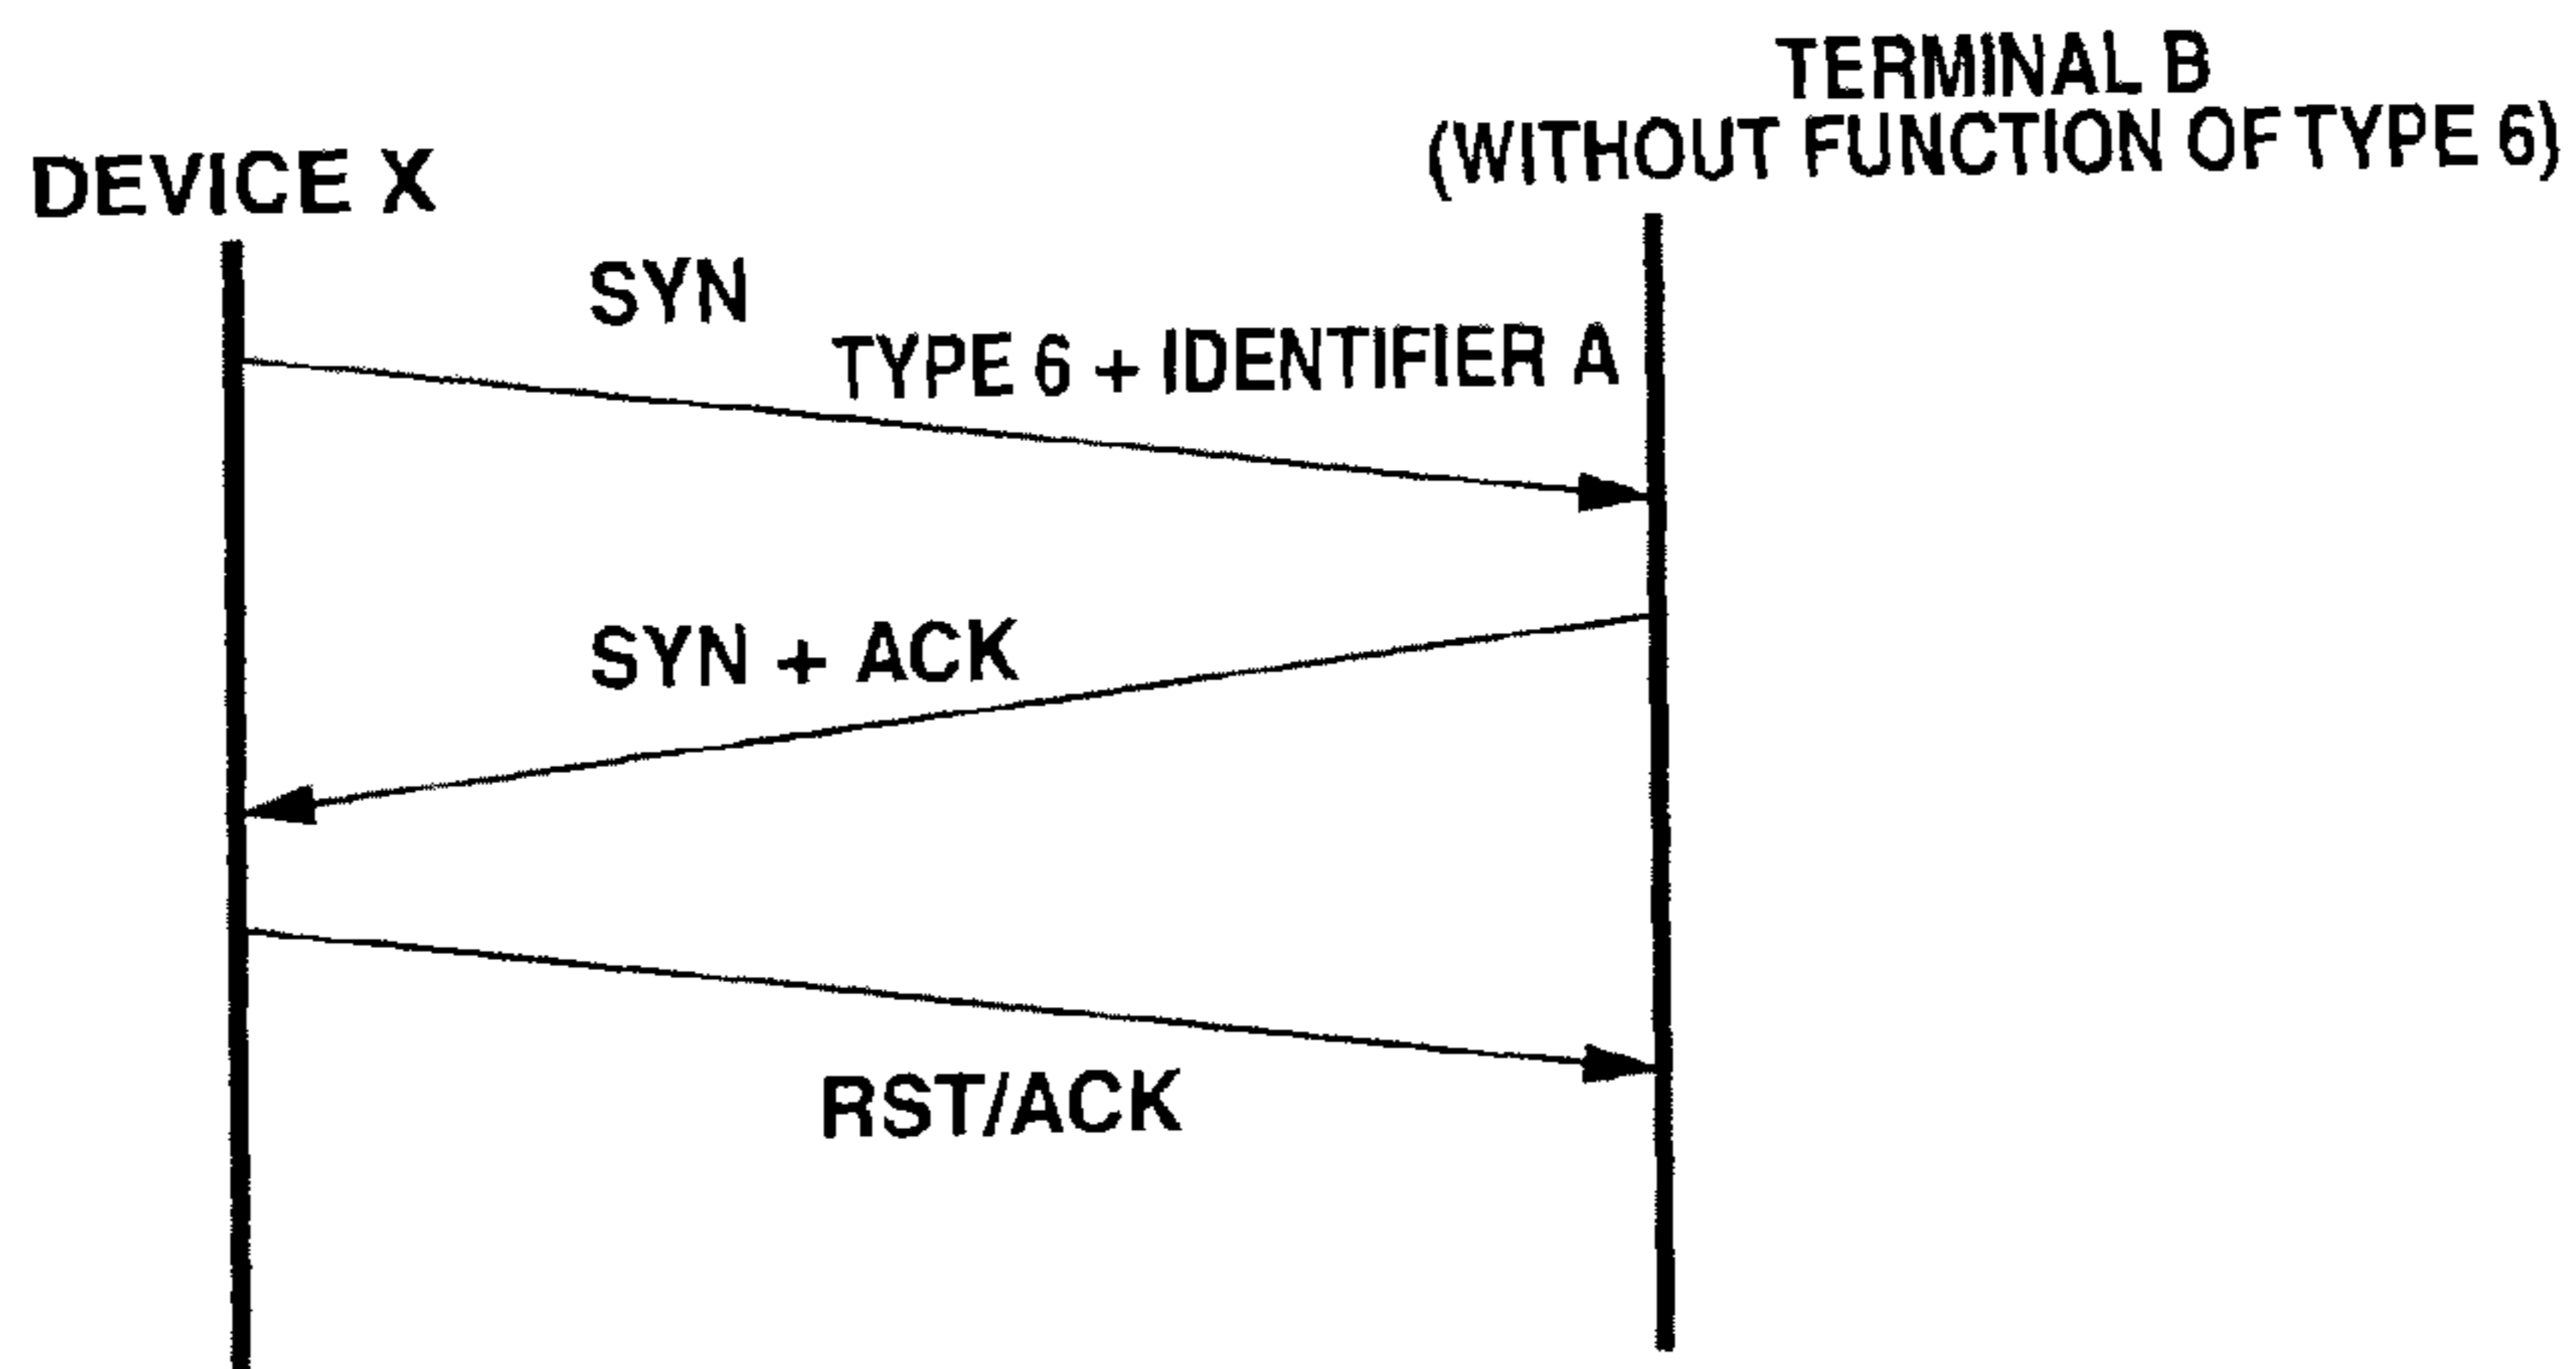 TERMINAL B
(WITHOUT FUNCTION OF TYPE 6)
DEVICE X
SYN
TYPE 6 + IDENTIFIER A
SYN + ACK
RST/ACK